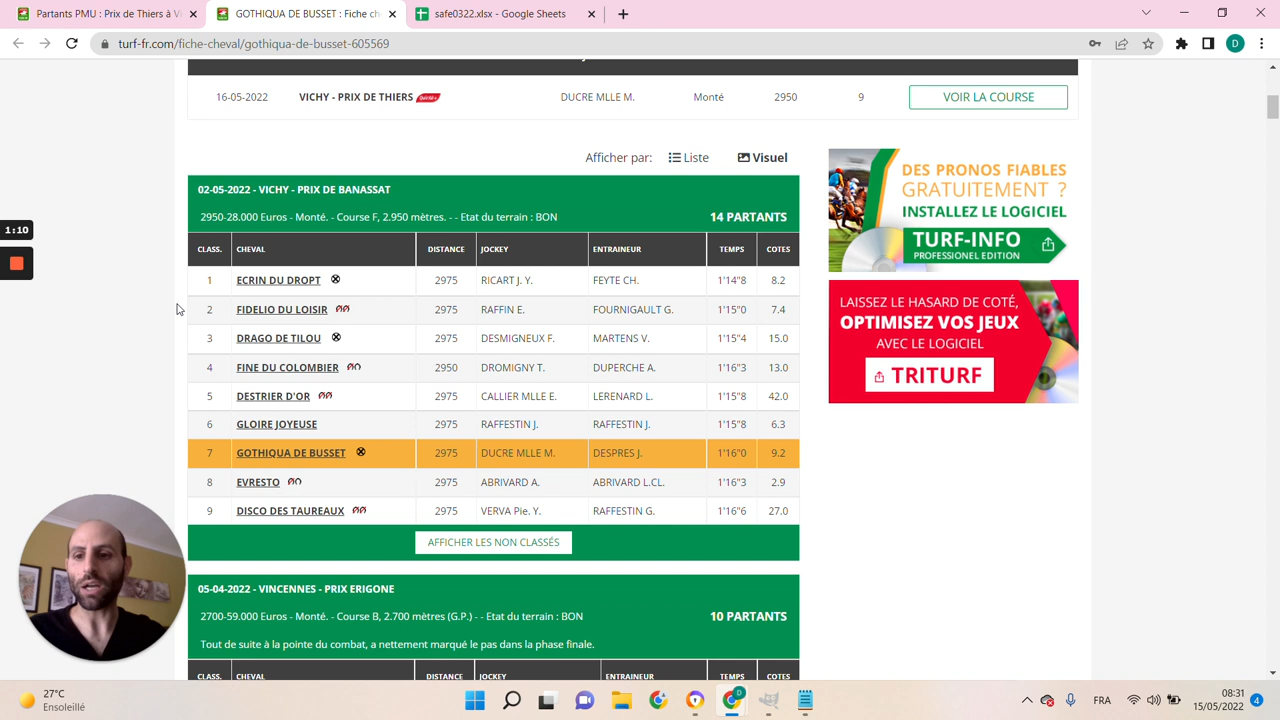 Partants PMU : Prix de Thiers à V
GOTHIQUA DE BUSSET : Fiche ch
safe0322.xlsx - Google Sheets
turf-fr.com/fiche-cheval/gothiqua-de-busset-605569
D
16-05-2022 VICHY - PRIX DE THIERS DUCRE MLLE M. Monté 2950 9 VOIR LA COURSE
Afficher par: Liste Visuel
02-05-2022 - VICHY - PRIX DE BANASSAT
2950-28.000 Euros - Monté. - Course F, 2.950 mètres. - - Etat du terrain : BON 14 PARTANTS
CLASS. CHEVAL DISTANCE JOCKEY ENTRAINEUR TEMPS COTES
1 ECRIN DU DROPT 2975 RICART J. Y. FEYTE CH. 1'14"8 8.2
2 FIDELIO DU LOISIR 2975 RAFFIN E. FOURNIGAULT G. 1'15"0 7.4
3 DRAGO DE TILOU 2975 DESMIGNEUX F. MARTENS V. 1'15"4 15.0
4 FINE DU COLOMBIER 2950 DROMIGNY T. DUPERCHE A. 1'16"3 13.0
5 DESTRIER D'OR 2975 CALLIER MLLE E. LERENARD L. 1'15"8 42.0
6 GLOIRE JOYEUSE 2975 RAFFESTIN J. RAFFESTIN J. 1'15"8 6.3
7 GOTHIQUA DE BUSSET 2975 DUCRE MLLE M. DESPRES J. 1'16"0 9.2
8 EVRESTO 2975 ABRIVARD A. ABRIVARD L.CL. 1'16"3 2.9
9 DISCO DES TAUREAUX 2975 VERVA Pie. Y. RAFFESTIN G. 1'16"6 27.0
AFFICHER LES NON CLASSÉS
05-04-2022 - VINCENNES - PRIX ERIGONE
2700-59.000 Euros - Monté. - Course B, 2.700 mètres (G.P.) - - Etat du terrain : BON 10 PARTANTS
Tout de suite à la pointe du combat, a nettement marqué le pas dans la phase finale.
CLASS. CHEVAL DISTANCE JOCKEY ENTRAINEUR TEMPS COTES
DES PRONOS FIABLES
GRATUITEMENT ?
INSTALLEZ LE LOGICIEL
TURF-INFO
PROFESSIONEL EDITION
LAISSEZ LE HASARD DE COTÉ,
OPTIMISEZ VOS JEUX
AVEC LE LOGICIEL
TRITURF
1:10
27°C
Ensoleillé
D
FRA
08:31
15/05/2022
4